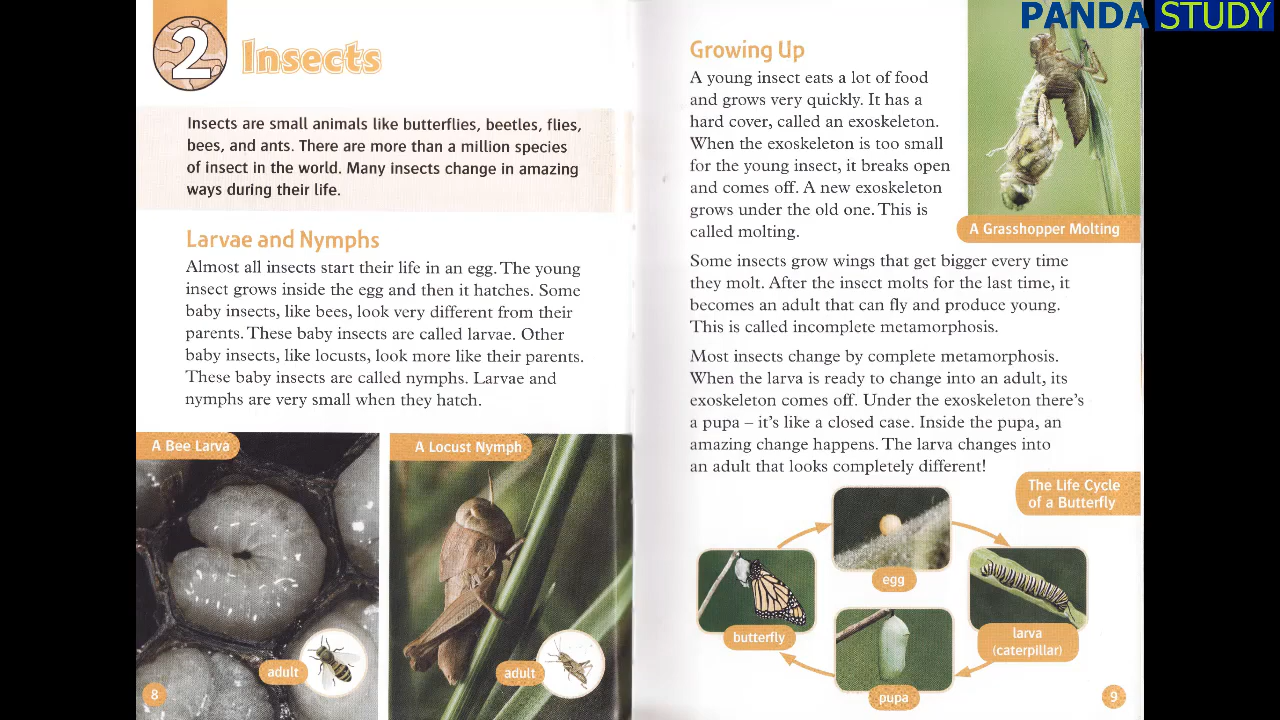 PANDA STUDY
2 Insects
Insects are small animals like butterflies, beetles, flies,
bees, and ants. There are more than a million species
of insect in the world. Many insects change in amazing
ways during their life.
Larvae and Nymphs
Almost all insects start their life in an egg. The young
insect grows inside the egg and then it hatches. Some
baby insects, like bees, look very different from their
parents. These baby insects are called larvae. Other
baby insects, like locusts, look more like their parents.
These baby insects are called nymphs. Larvae and
nymphs are very small when they hatch.
A Bee Larva
adult
A Locust Nymph
adult
8
Growing Up
A young insect eats a lot of food
and grows very quickly. It has a
hard cover, called an exoskeleton.
When the exoskeleton is too small
for the young insect, it breaks open
and comes off. A new exoskeleton
grows under the old one. This is
called molting.
A Grasshopper Molting
Some insects grow wings that get bigger every time
they molt. After the insect molts for the last time, it
becomes an adult that can fly and produce young.
This is called incomplete metamorphosis.
Most insects change by complete metamorphosis.
When the larva is ready to change into an adult, its
exoskeleton comes off. Under the exoskeleton there's
a pupa – it's like a closed case. Inside the pupa, an
amazing change happens. The larva changes into
an adult that looks completely different!
The Life Cycle
of a Butterfly
egg
larva
(caterpillar)
pupa
butterfly
9